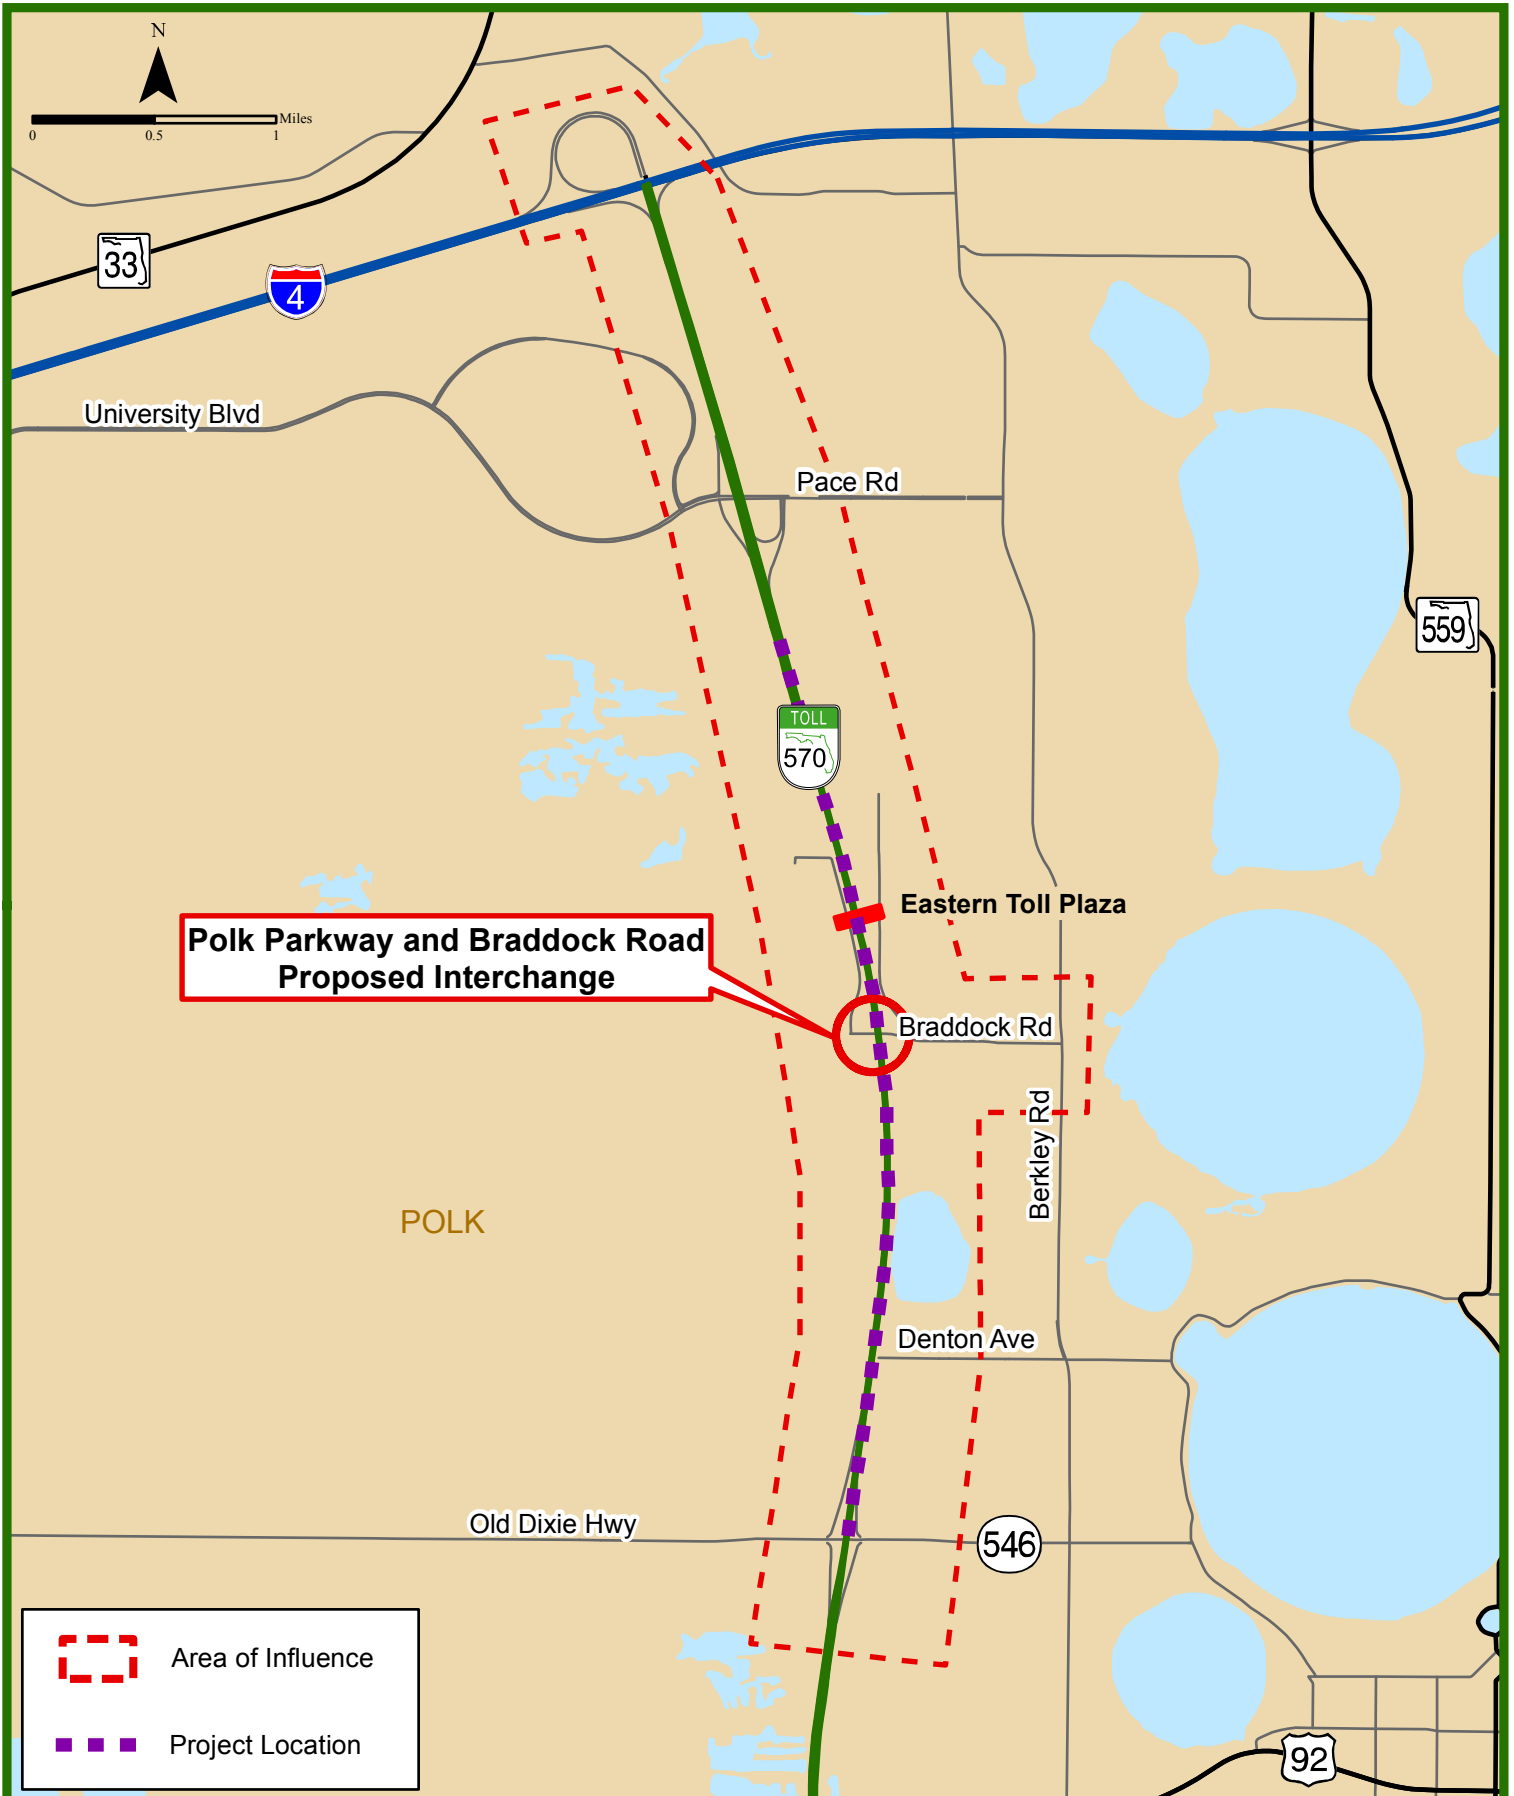 N
Miles
0
0.5
1
33
4
University Blvd
Pace Rd
559
TOLL
570
Eastern Toll Plaza
Polk Parkway and Braddock Road
Proposed Interchange
Braddock Rd
Berkley Rd
POLK
Denton Ave
Old Dixie Hwy
546
Area of Influence
Project Location
92